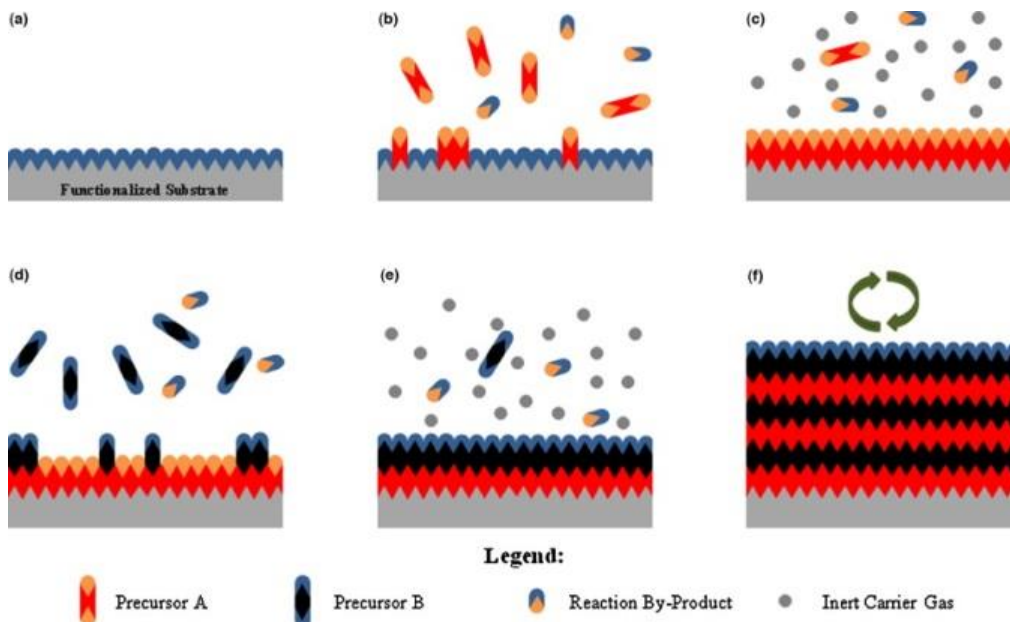 (a)
(b)
(c)
Functionalized Substrate
(d)
(e)
(f)
Legend:
Precursor A
Precursor B
Reaction By-Product
Inert Carrier Gas